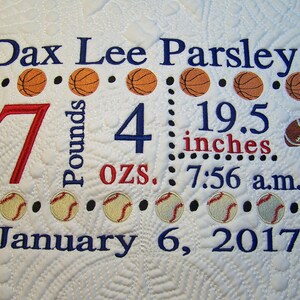 Dax Lee Parsley
7 Pounds 4 ozs.
19.5
inches
7:56 a.m.
January 6, 2017